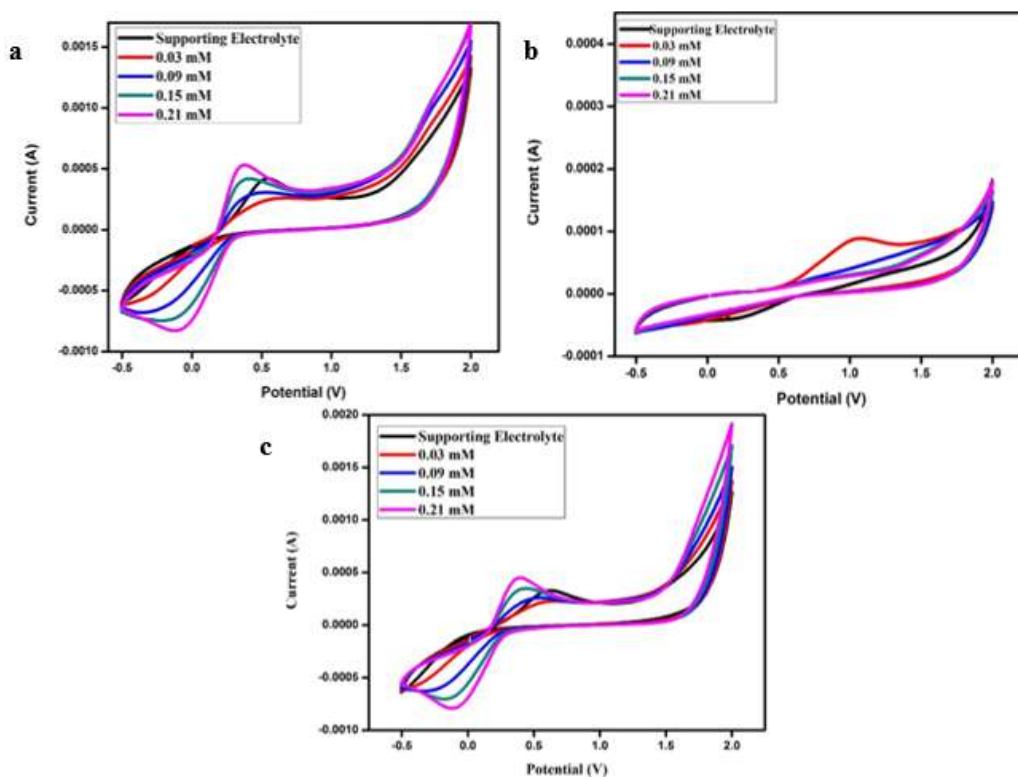 a
Supporting Electrolyte
0.03 mM
0.09 mM
0.15 mM
0.21 mM
0.0015
0.0010
0.0005
0.0000
-0.0005
-0.0010
Current (A)
-0.5 0.0 0.5 1.0 1.5 2.0
Potential (V)
b
Supporting Electrolyte
0.03 mM
0.09 mM
0.15 mM
0.21 mM
0.0004
0.0003
0.0002
0.0001
0.0000
-0.0001
Current (A)
-0.5 0.0 0.5 1.0 1.5 2.0
Potential (V)
c
Supporting Electrolyte
0.03 mM
0.09 mM
0.15 mM
0.21 mM
0.0020
0.0015
0.0010
0.0005
0.0000
-0.0005
-0.0010
Current (A)
-0.5 0.0 0.5 1.0 1.5 2.0
Potential (V)